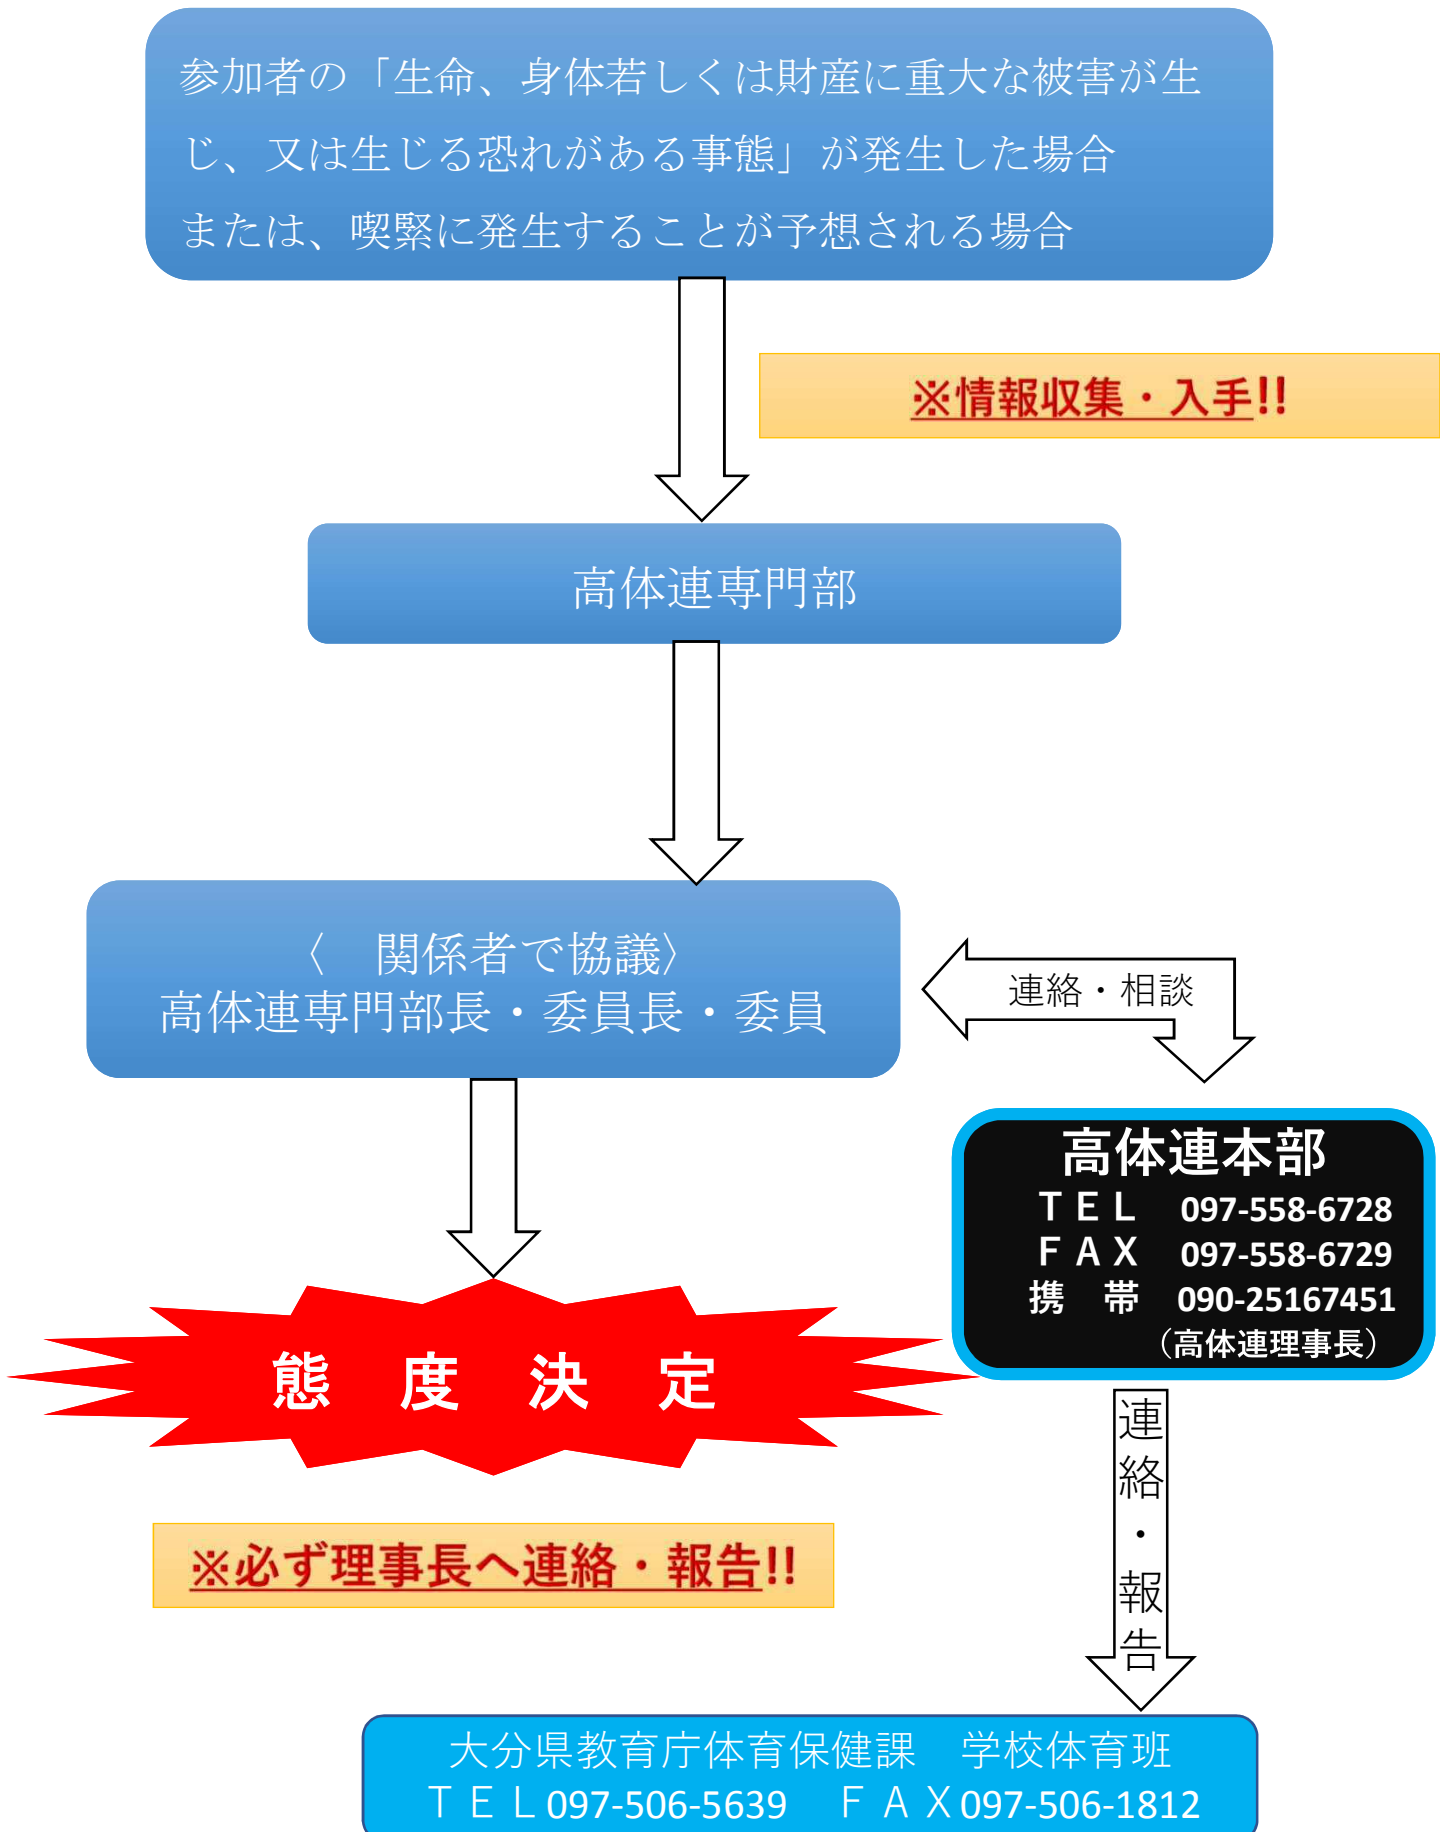 参加者の「生命、身体若しくは財産に重大な被害が生
じ、又は生じる恐れがある事態」が発生した場合
または、喫緊に発生することが予想される場合
※情報収集・入手!!
高体連専門部
〈　関係者で協議〉
高体連専門部長・委員長・委員
連絡・相談
高体連本部
ＴＥＬ　097-558-6728
ＦＡＸ　097-558-6729
携　帯　090-25167451
（高体連理事長）
態　度　決　定
連絡・報告
※必ず理事長へ連絡・報告!!
大分県教育庁体育保健課　学校体育班
ＴＥＬ097-506-5639　ＦＡＸ097-506-1812